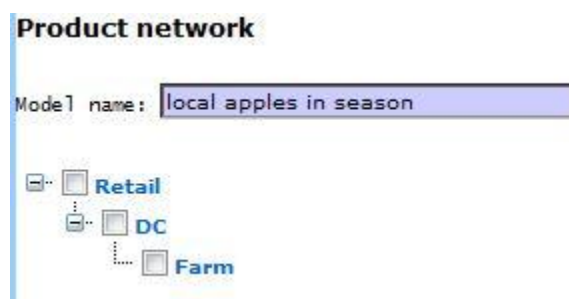 Product network
Model name: local apples in season
Retail
DC
Farm